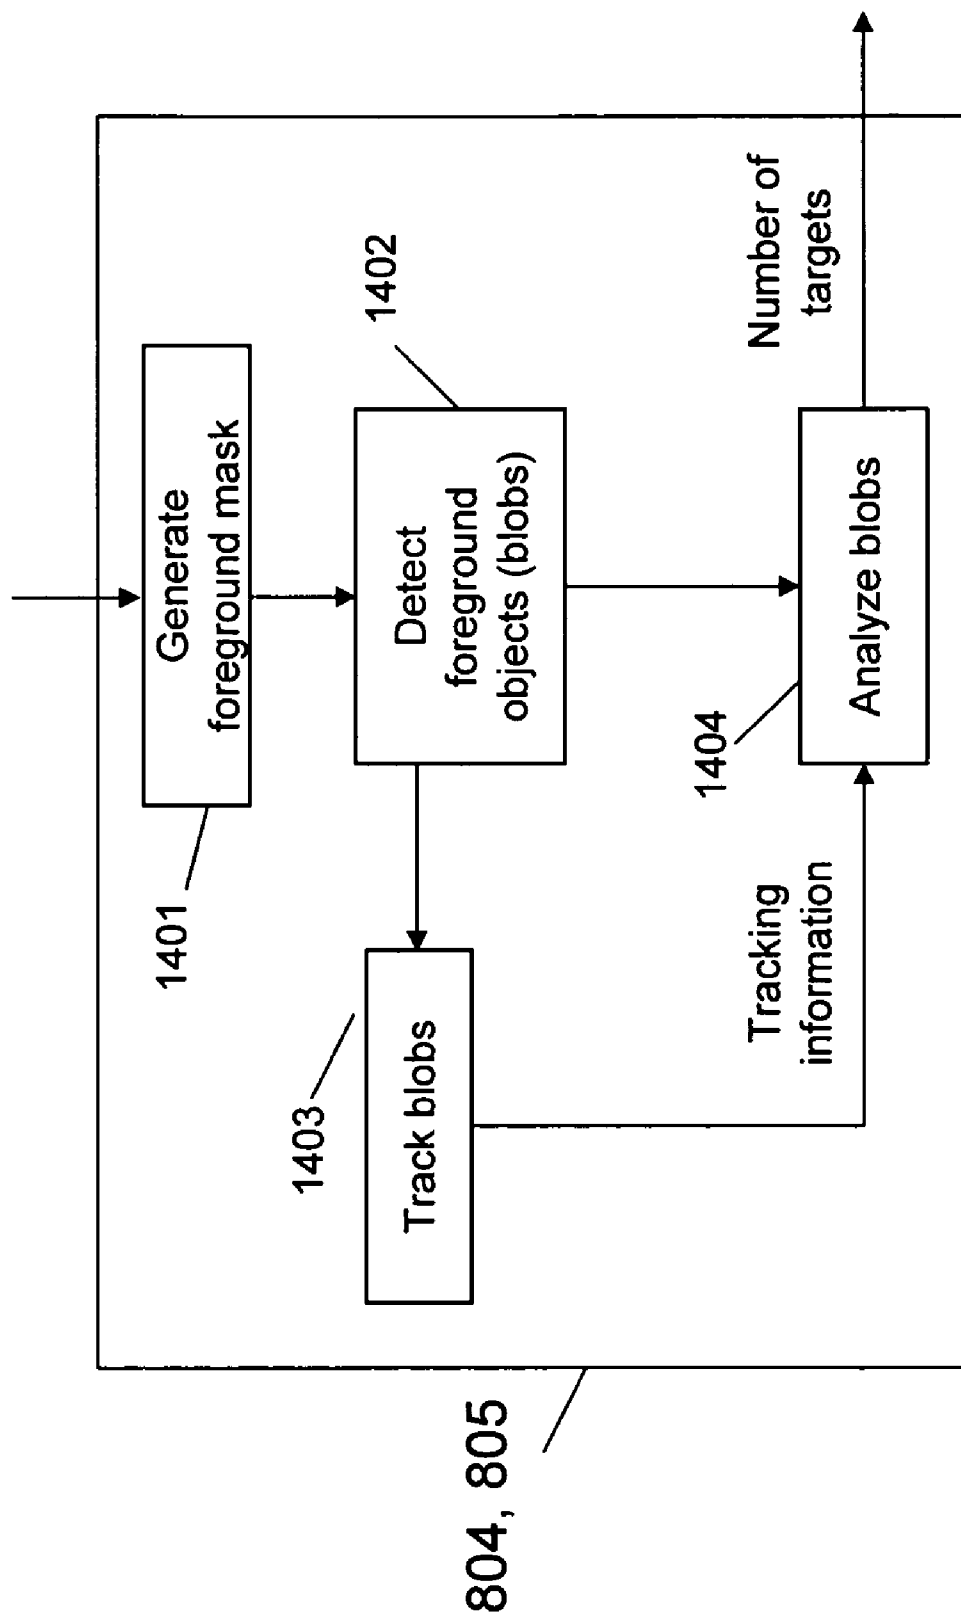 Generate
foreground mask
1401
1402
Detect
foreground
objects (blobs)
1403
Track blobs
1404
Analyze blobs
Tracking
information
Number of
targets
804, 805